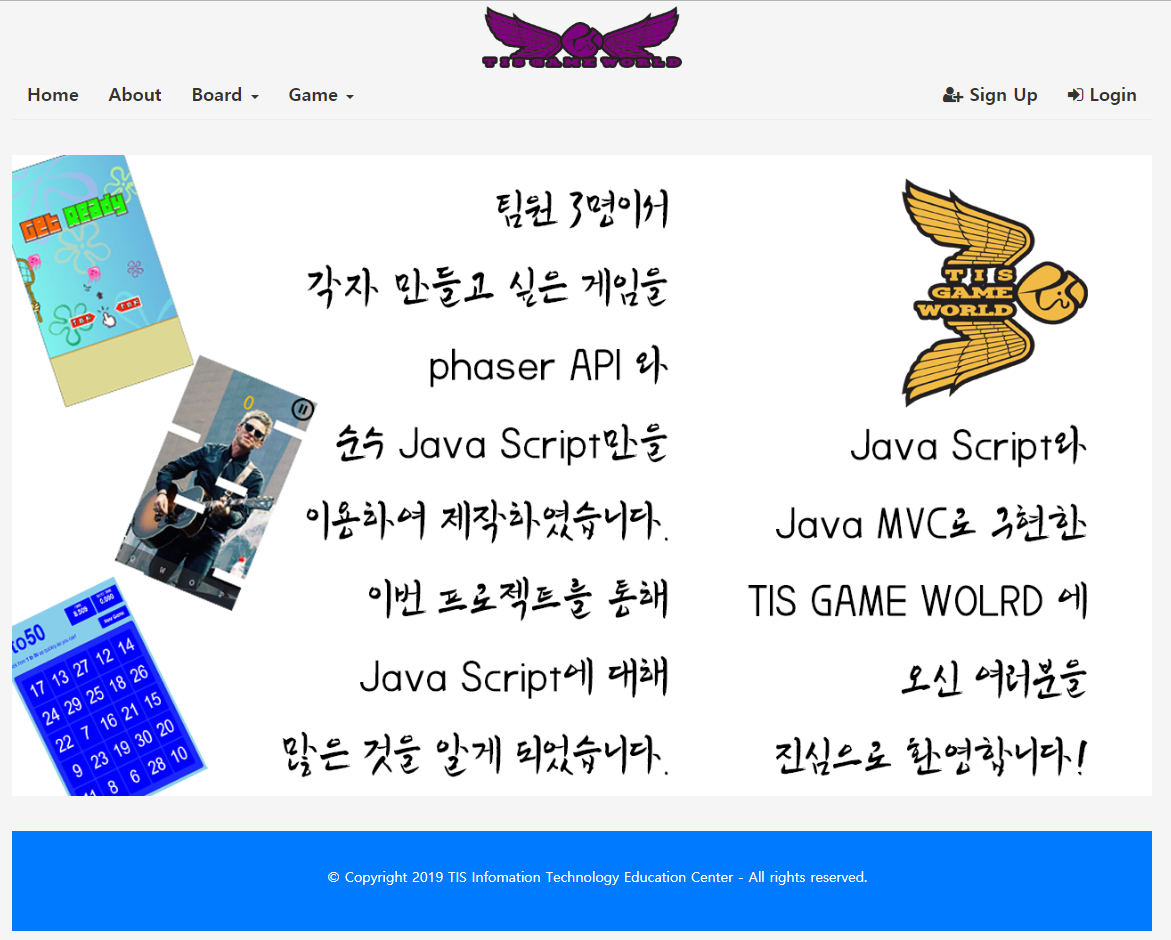 TIS GAME WORLD
Home About Board Game Sign Up Login
Get Ready
TAP TAP
팀원 3명이서
각자 만들고 싶은 게임을
phaser API 와
순수 Java Script만을
이용하여 제작하였습니다.
이번 프로젝트를 통해
Java Script에 대해
많은 것을 알게 되었습니다.
0
to50
17 13 27 12 14
24 29 25 18 26
22 7 16 21 15
9 23 19 30 20
11 8 6 28 10
TIS
GAME
WORLD
Java Script와
Java MVC로 구현한
TIS GAME WOLRD 에
오신 여러분을
진심으로 환영합니다!
© Copyright 2019 TIS Infomation Technology Education Center - All rights reserved.